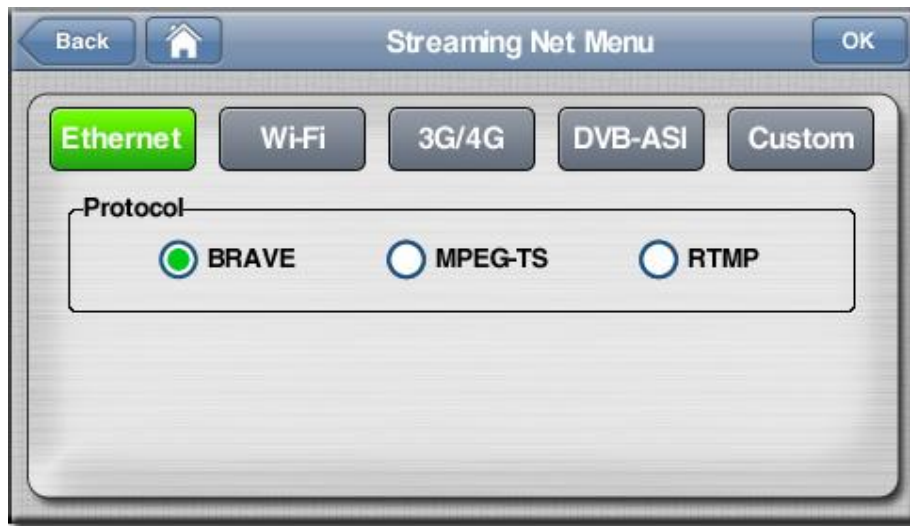 Back Streaming Net Menu OK
Ethernet Wi-Fi 3G/4G DVB-ASI Custom
Protocol
BRAVE MPEG-TS RTMP